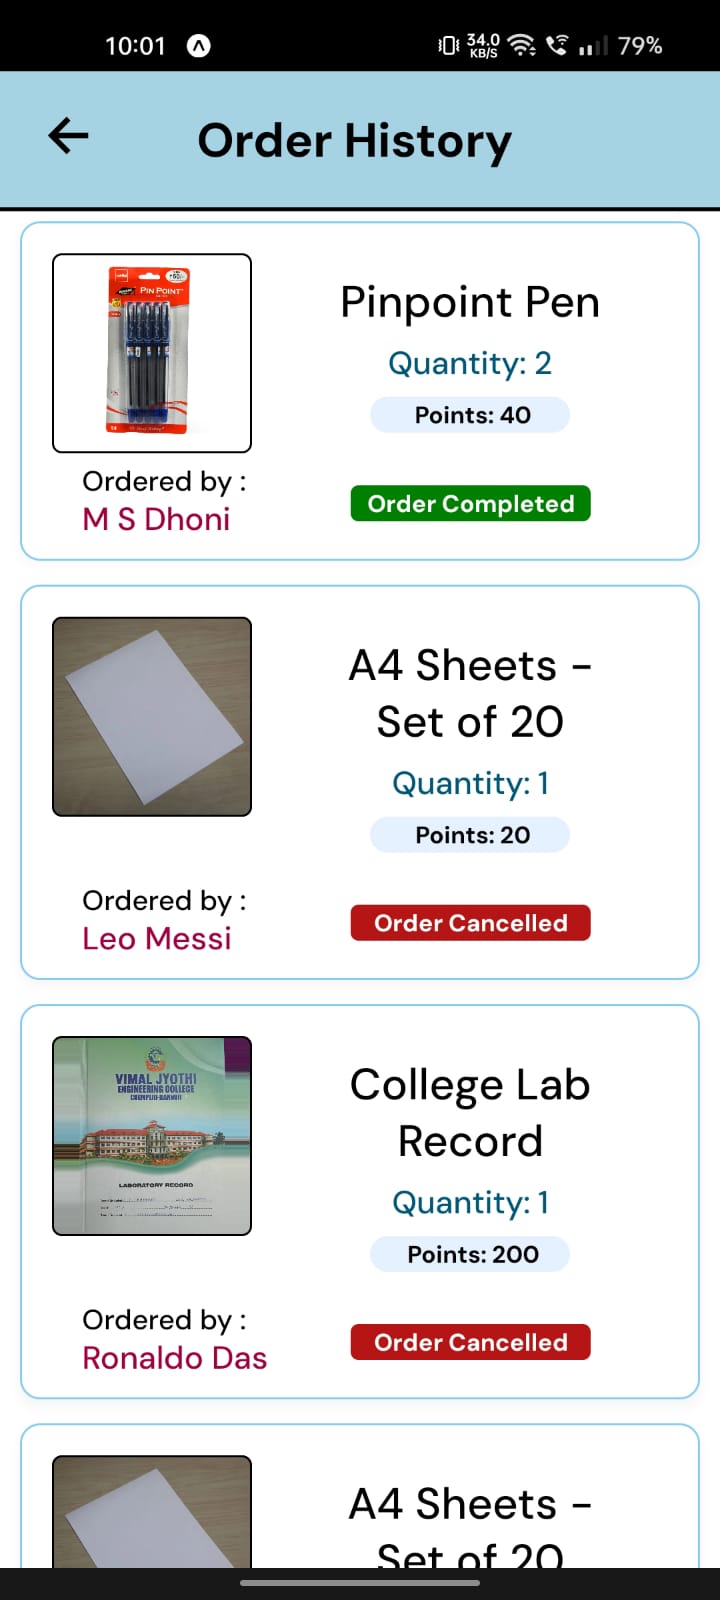 10:01
34.0
KB/S
79%
Order History
PIN POINT
Pinpoint Pen
Quantity: 2
Points: 40
Ordered by :
M S Dhoni
Order Completed
A4 Sheets -
Set of 20
Quantity: 1
Points: 20
Ordered by :
Leo Messi
Order Cancelled
VIMAL JYOTHI
ENGINEERING COLLEGE
LABORATORY RECORD
College Lab
Record
Quantity: 1
Points: 200
Ordered by :
Ronaldo Das
Order Cancelled
A4 Sheets -
Set of 20